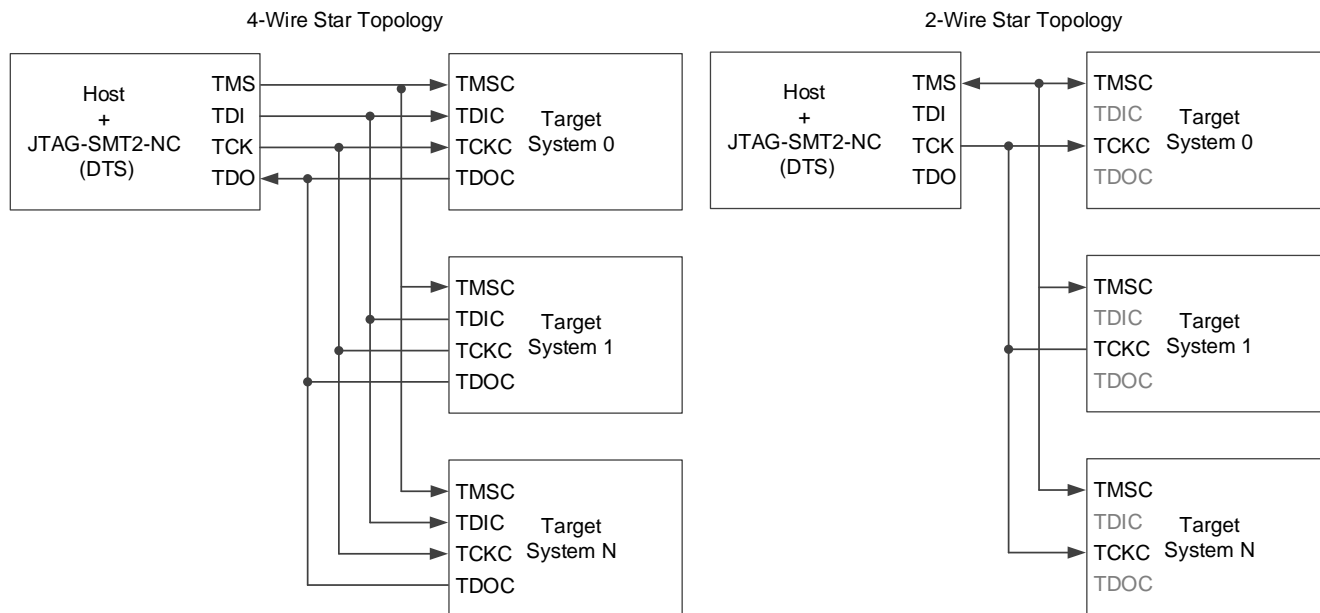 4-Wire Star Topology
Host
+
JTAG-SMT2-NC
(DTS)
TMS
TDI
TCK
TDO
TMSC
TDIC
TCKC
TDOC
Target
System 0
TMSC
TDIC
TCKC
TDOC
Target
System 1
TMSC
TDIC
TCKC
TDOC
Target
System N
2-Wire Star Topology
Host
+
JTAG-SMT2-NC
(DTS)
TMS
TDI
TCK
TDO
TMSC
TDIC
TCKC
TDOC
Target
System 0
TMSC
TDIC
TCKC
TDOC
Target
System 1
TMSC
TDIC
TCKC
TDOC
Target
System N